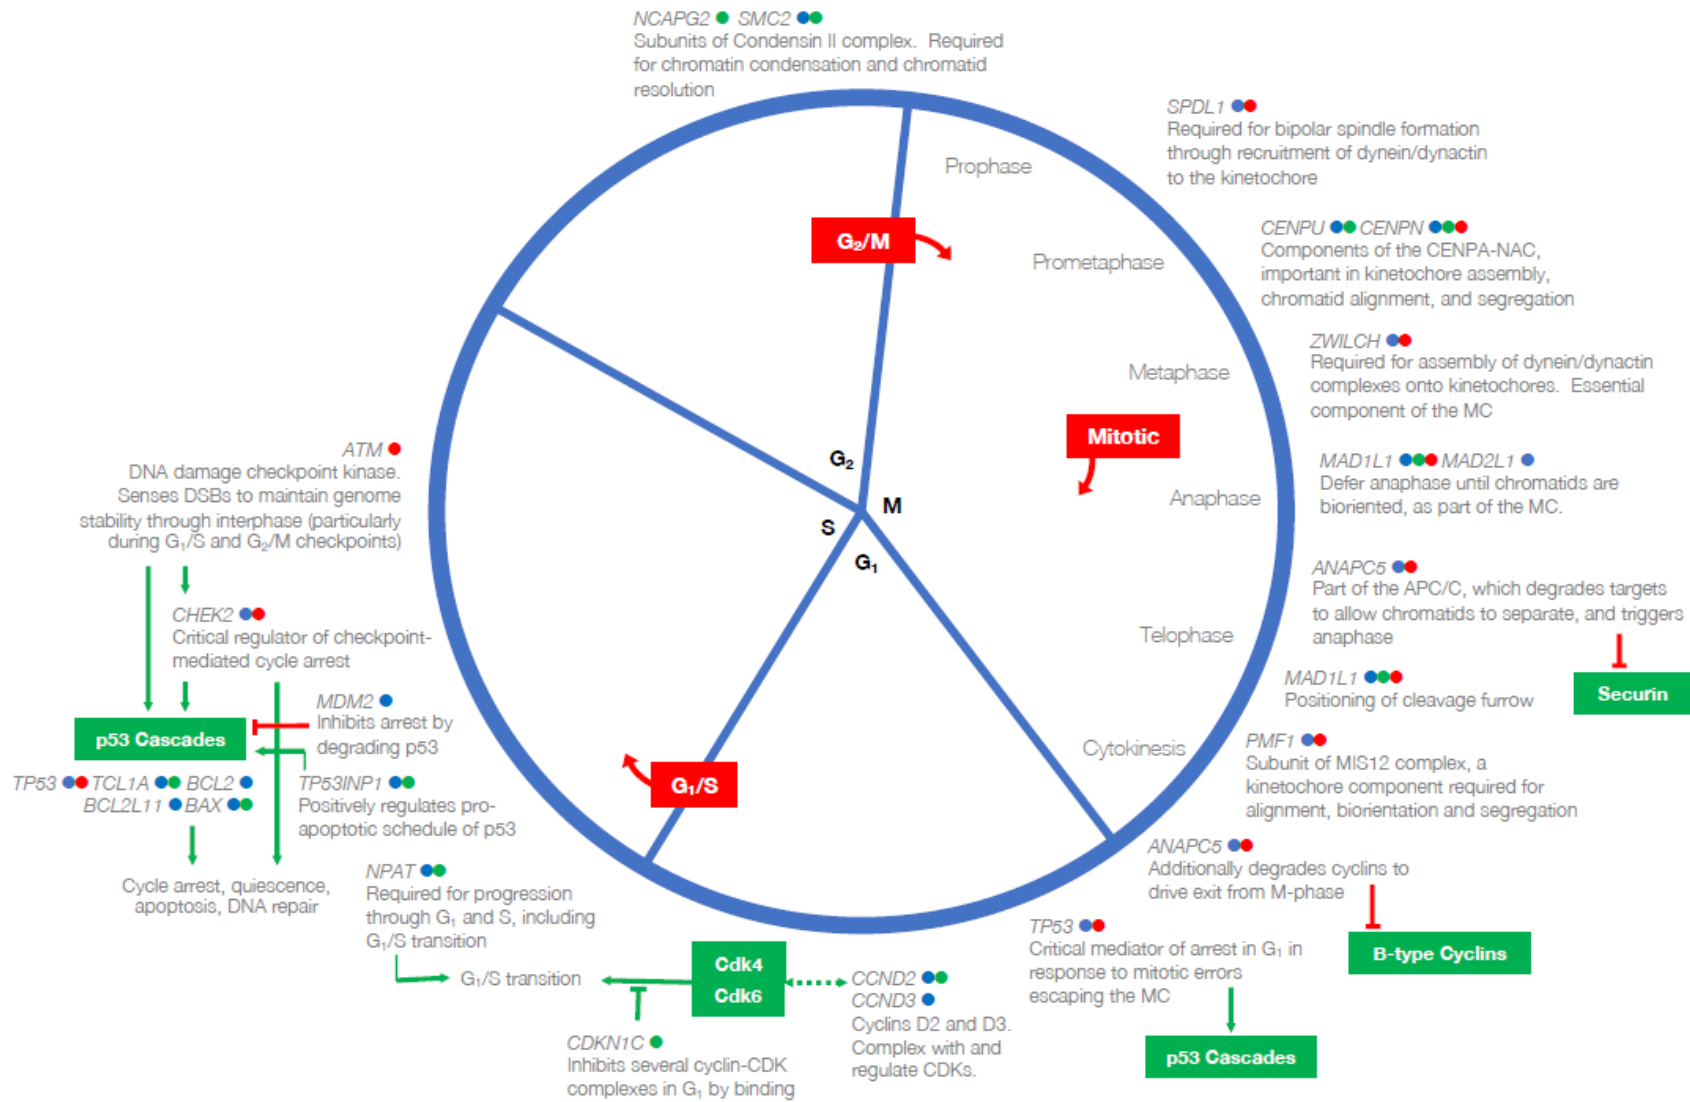 NCAPG2 SMC2
Subunits of Condensin II complex. Required
for chromatin condensation and chromatid
resolution
SPDL1
Required for bipolar spindle formation
through recruitment of dynein/dynactin
to the kinetochore
Prophase
G₂/M
Prometaphase
CENPU CENPN
Components of the CENPA-NAC,
important in kinetochore assembly,
chromatid alignment, and segregation
ZWILCH
Required for assembly of dynein/dynactin
complexes onto kinetochores. Essential
component of the MC
Metaphase
Mitotic
MAD1L1 MAD2L1
Defer anaphase until chromatids are
bioriented, as part of the MC.
Anaphase
G₂
M
S
G₁
ATM
DNA damage checkpoint kinase.
Senses DSBs to maintain genome
stability through interphase (particularly
during G₁/S and G₂/M checkpoints)
CHEK2
Critical regulator of checkpoint-
mediated cycle arrest
MDM2
Inhibits arrest by
degrading p53
p53 Cascades
TP53 TCL1A BCL2
BCL2L11 BAX
TP53INP1
Positively regulates pro-
apoptotic schedule of p53
Cycle arrest, quiescence,
apoptosis, DNA repair
ANAPC5
Part of the APC/C, which degrades targets
to allow chromatids to separate, and triggers
anaphase
Securin
Telophase
MAD1L1
Positioning of cleavage furrow
Cytokinesis
PMF1
Subunit of MIS12 complex, a
kinetochore component required for
alignment, biorientation and segregation
G₁/S
ANAPC5
Additionally degrades cyclins to
drive exit from M-phase
B-type Cyclins
NPAT
Required for progression
through G₁ and S, including
G₁/S transition
G₁/S transition
Cdk4
Cdk6
CCND2
CCND3
Cyclins D2 and D3.
Complex with and
regulate CDKs.
CDKN1C
Inhibits several cyclin-CDK
complexes in G₁ by binding
TP53
Critical mediator of arrest in G₁ in
response to mitotic errors
escaping the MC
p53 Cascades